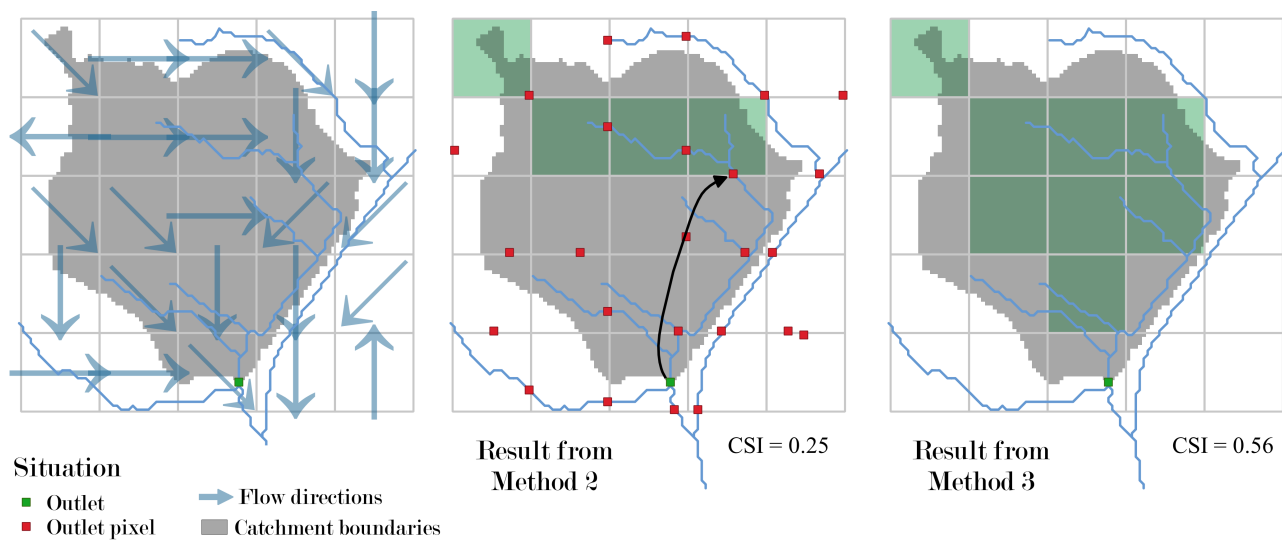 Result from
Method 2
CSI = 0.25
Result from
Method 3
CSI = 0.56
Situation
Outlet
Outlet pixel
Flow directions
Catchment boundaries